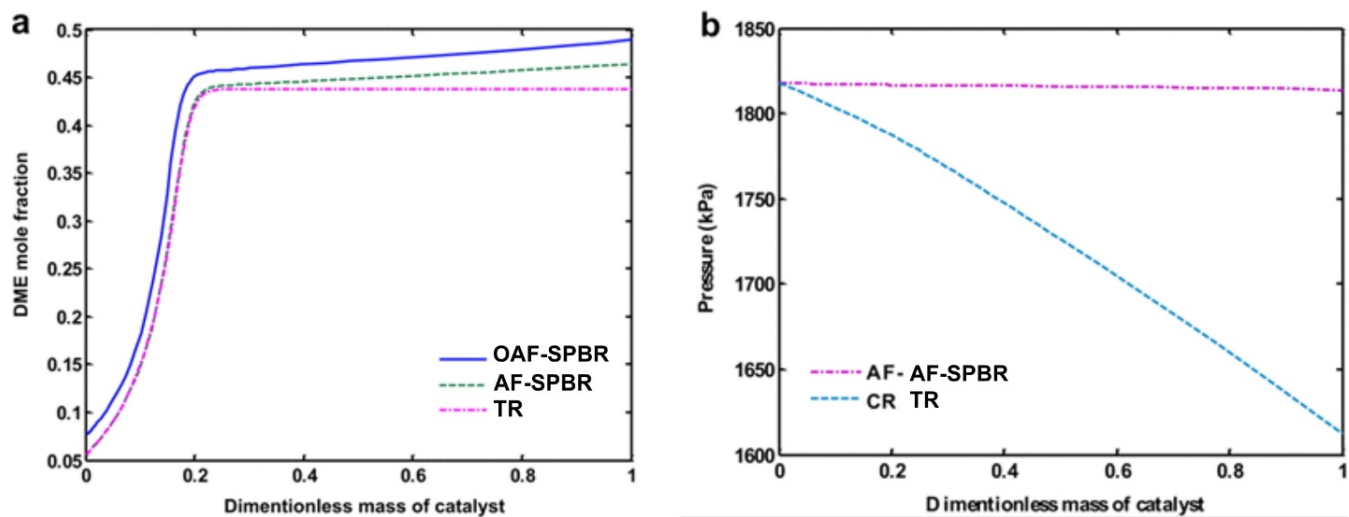 a
0.5
0.45
0.4
0.35
0.3
0.25
0.2
0.15
0.1
0.05
DME mole fraction
OAF-SPBR
AF-SPBR
TR
0 0.2 0.4 0.6 0.8 1
Dimentionless mass of catalyst
b
1850
1800
1750
1700
1650
1600
Pressure (kPa)
AF- AF-SPBR
CR TR
0 0.2 0.4 0.6 0.8 1
Dimentionless mass of catalyst